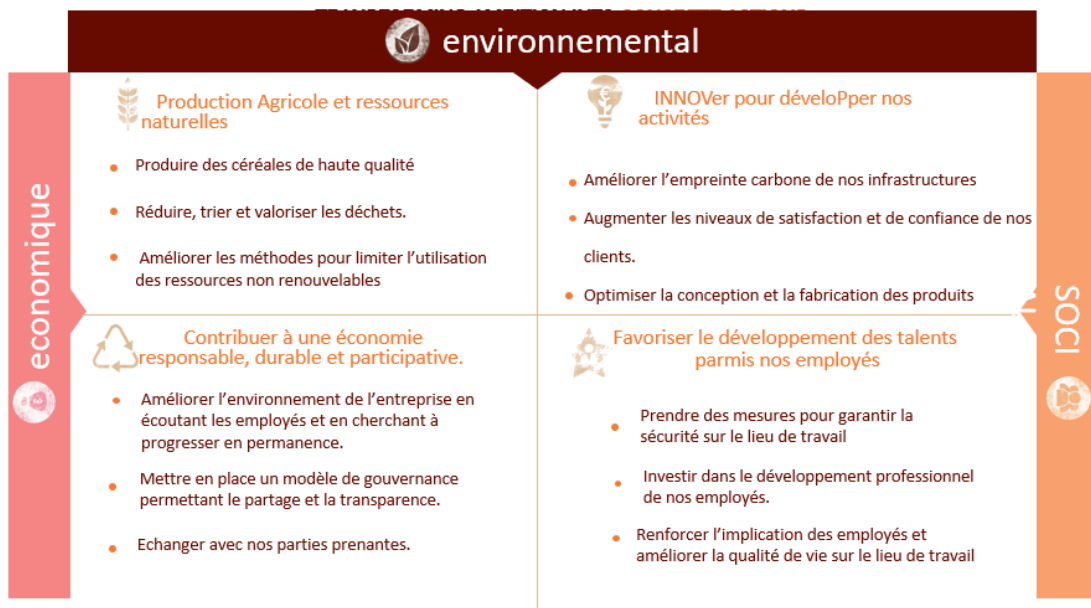 environnemental
economique
Production Agricole et ressources
naturelles
Produire des céréales de haute qualité
Réduire, trier et valoriser les déchets.
Améliorer les méthodes pour limiter l’utilisation
des ressources non renouvelables
INNOVer pour déveloPper nos
activités
Améliorer l’empreinte carbone de nos infrastructures
Augmenter les niveaux de satisfaction et de confiance de nos
clients.
Optimiser la conception et la fabrication des produits
SOCI
Contribuer à une économie
responsable, durable et participative.
Améliorer l’environnement de l’entreprise en
écoutant les employés et en cherchant à
progresser en permanence.
Mettre en place un modèle de gouvernance
permettant le partage et la transparence.
Echanger avec nos parties prenantes.
Favoriser le développement des talents
parmis nos employés
Prendre des mesures pour garantir la
sécurité sur le lieu de travail
Investir dans le développement professionnel
de nos employés.
Renforcer l’implication des employés et
améliorer la qualité de vie sur le lieu de travail